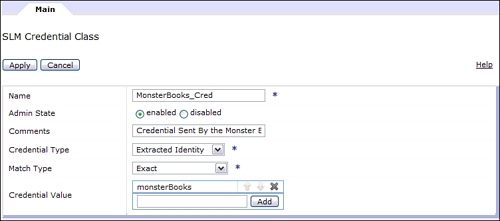 Main
SLM Credential Class
Apply Cancel Help
Name MonsterBooks_Cred *
Admin State enabled disabled
Comments Credential Sent By the Monster
Credential Type Extracted Identity *
Match Type Exact *
Credential Value monsterBooks
Add